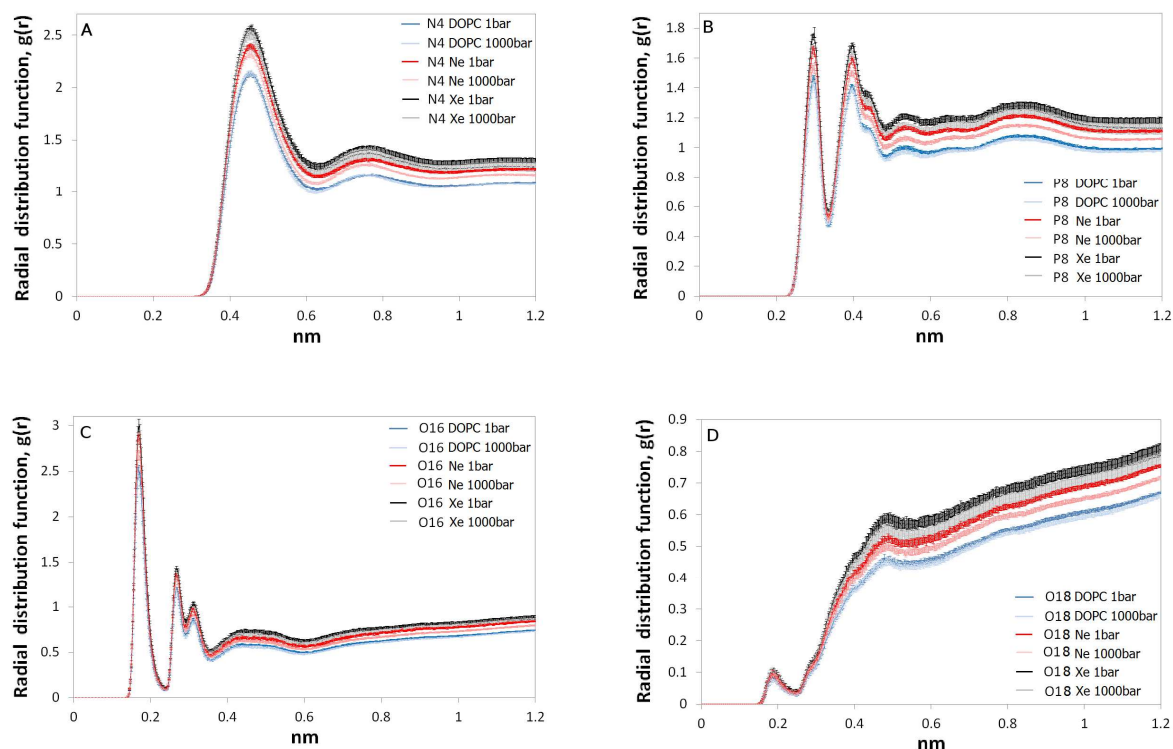 A
Radial distribution function, g(r)
2.5
2
1.5
1
0.5
0
0
0.2
0.4
0.6
0.8
1
1.2
nm
N4 DOPC 1bar
N4 DOPC 1000bar
N4 Ne 1bar
N4 Ne 1000bar
N4 Xe 1bar
N4 Xe 1000bar
B
Radial distribution function, g(r)
1.8
1.6
1.4
1.2
1
0.8
0.6
0.4
0.2
0
0
0.2
0.4
0.6
0.8
1
1.2
nm
P8 DOPC 1bar
P8 DOPC 1000bar
P8 Ne 1bar
P8 Ne 1000bar
P8 Xe 1bar
P8 Xe 1000bar
C
Radial distribution function, g(r)
3
2.5
2
1.5
1
0.5
0
0
0.2
0.4
0.6
0.8
1
1.2
nm
O16 DOPC 1bar
O16 DOPC 1000bar
O16 Ne 1bar
O16 Ne 1000bar
O16 Xe 1bar
O16 Xe 1000bar
D
Radial distribution function, g(r)
0.9
0.8
0.7
0.6
0.5
0.4
0.3
0.2
0.1
0
0
0.2
0.4
0.6
0.8
1
1.2
nm
O18 DOPC 1bar
O18 DOPC 1000bar
O18 Ne 1bar
O18 Ne 1000bar
O18 Xe 1bar
O18 Xe 1000bar